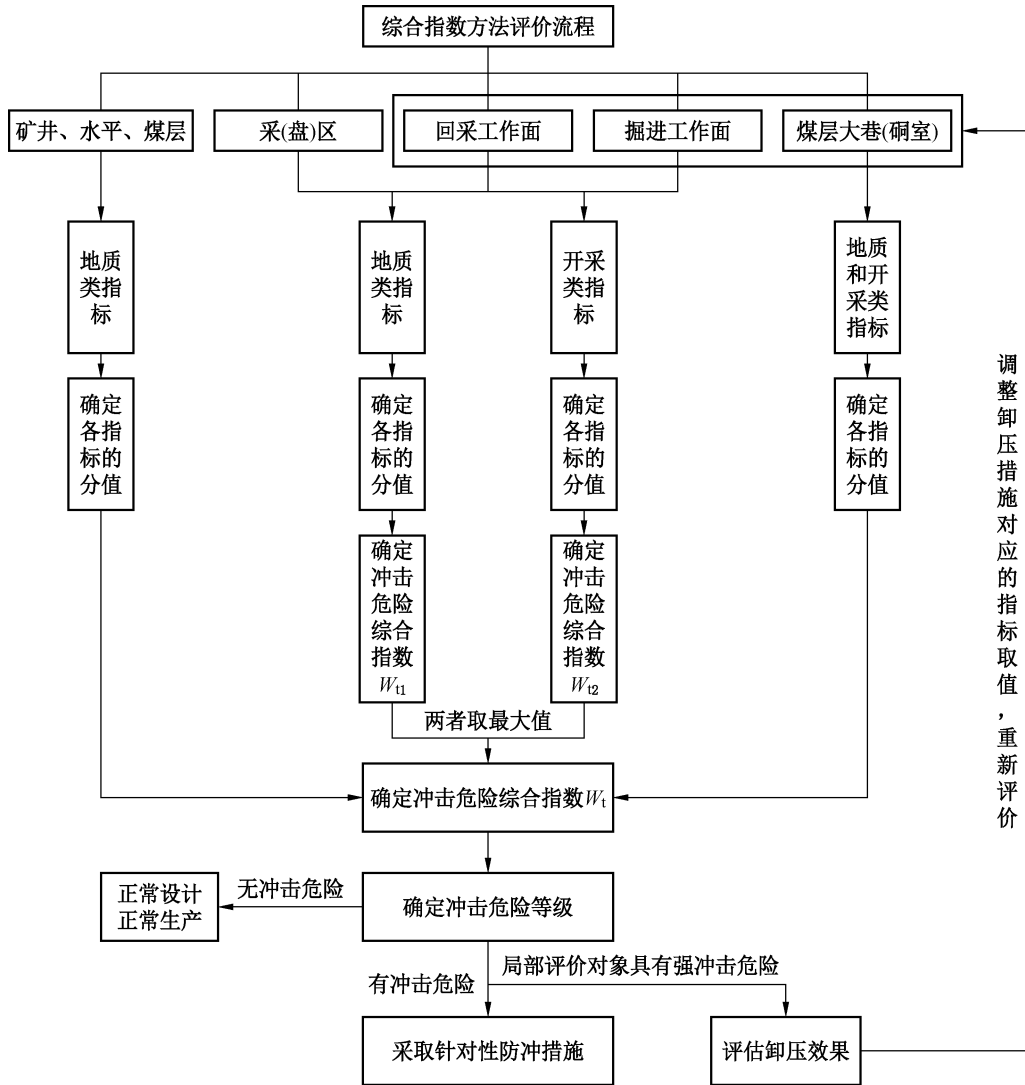 综合指数方法评价流程
矿井、水平、煤层
采(盘)区
回采工作面
掘进工作面
煤层大巷(硐室)
地质
类指
标
地质
类指
标
开采
类指
标
地质
和开
采类
指标
确定
各指
标的
分值
确定
各指
标的
分值
确定
各指
标的
分值
确定
各指
标的
分值
确定
冲击
危险
综合
指数
Wt1
确定
冲击
危险
综合
指数
Wt2
两者取最大值
确定冲击危险综合指数Wt
无冲击危险
正常设计
正常生产
确定冲击危险等级
有冲击危险
局部评价对象具有强冲击危险
采取针对性防冲措施
评估卸压效果
调整卸压措施对应的指标取值，重新评价